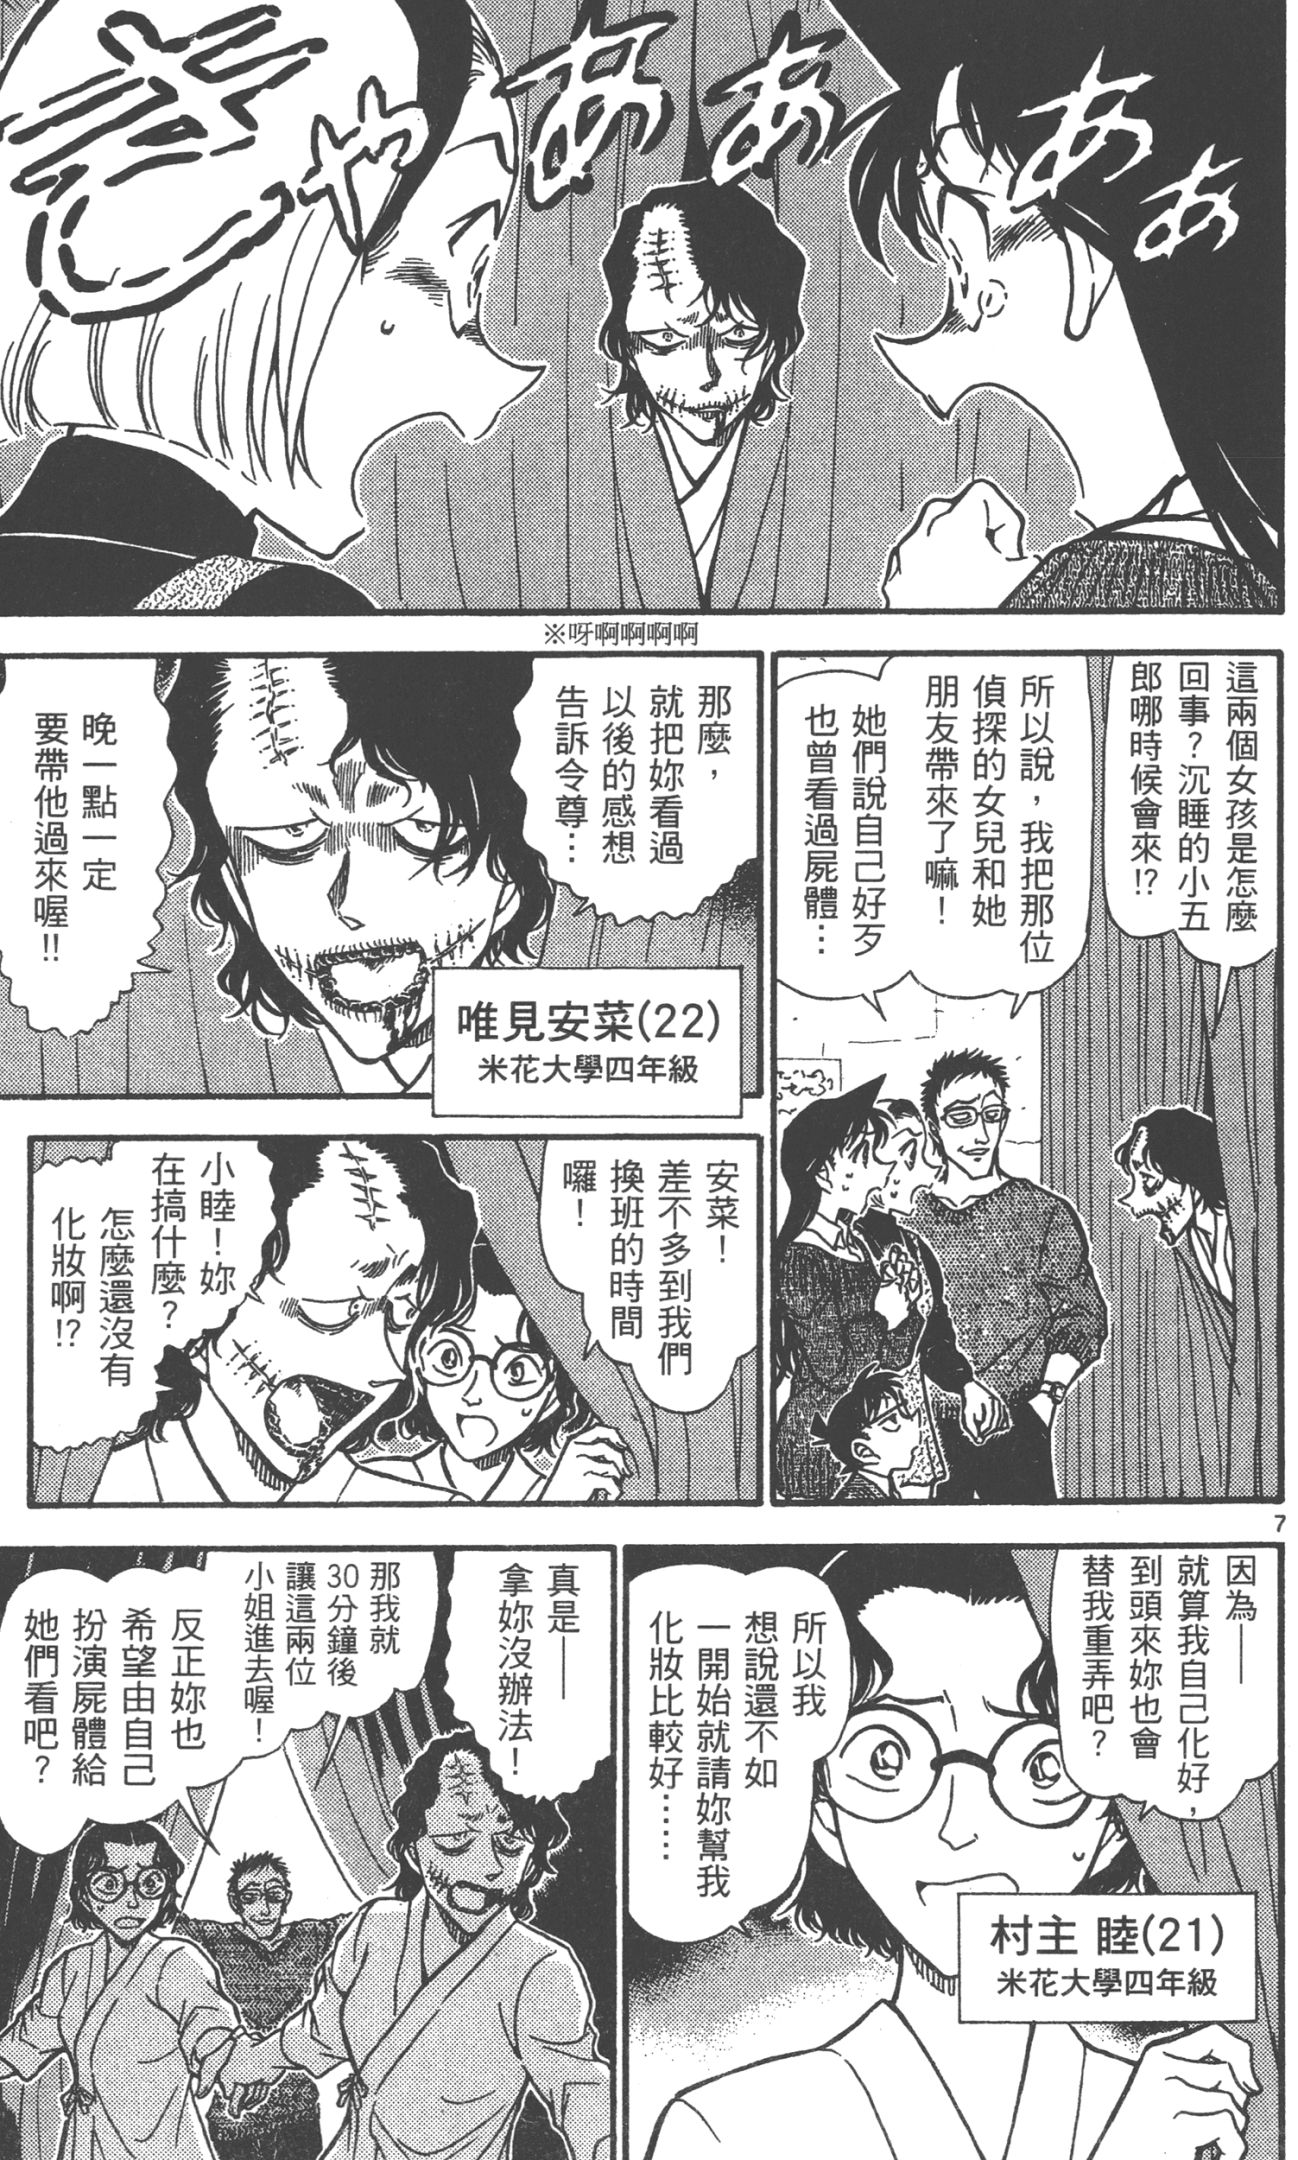 きゃあああああ
※呀啊啊啊啊
這兩個女孩是怎麼
回事？沉睡的小五
郎哪時候會來!?
所以說，我把那位
偵探的女兒和她
朋友帶來了嘛！
她們說自己好歹
也曾看過屍體…
那麼，
就把妳看過
以後的感想
告訴令尊…
晚一點一定
要帶他過來喔!!
唯見安菜(22)
米花大學四年級
安菜！
差不多到我們
換班的時間
囉！
小睦！妳
在搞什麼？
怎麼還沒有
化妝啊!?
7
因為——
就算我自己化好，
到頭來妳也會
替我重弄吧？
所以我
想說還不如
一開始就請妳幫我
化妝比較好……
村主 睦(21)
米花大學四年級
真是——
拿妳沒辦法！
那我就
30分鐘後
讓這兩位
小姐進去喔！
反正妳也
希望由自己
扮演屍體給
她們看吧？